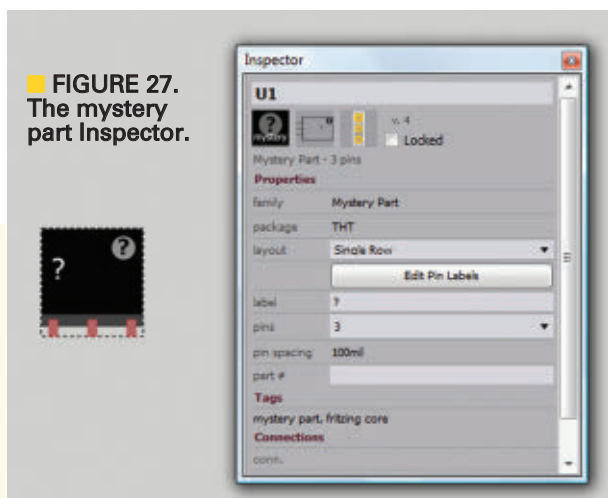 FIGURE 27.
The mystery
part Inspector.
?
?
Inspector
U1
?
mystery
v. 4
Locked
Mystery Part - 3 pins
Properties
family Mystery Part
package THT
layout Single Row
Edit Pin Labels
label ?
pins 3
pin spacing 100mil
part #
Tags
mystery part, fritzing core
Connections
conn.